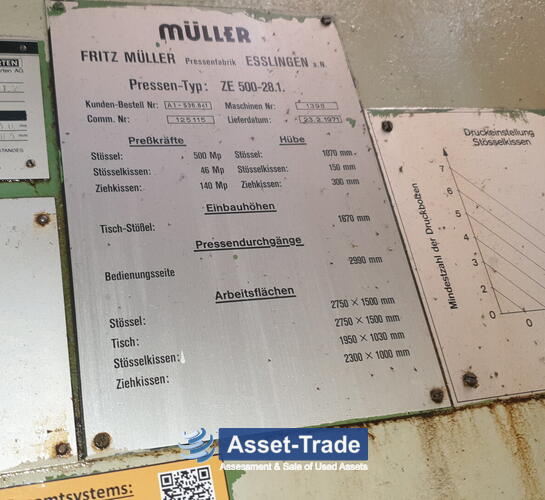 MÜLLER
FRITZ MÜLLER Pressenfabrik ESSLINGEN a.N.
Pressen-Typ: ZE 500-28.1.
Kunden-Bestell Nr: A1-536.841 Maschinen Nr: 1398
Comm. Nr: 125115 Lieferdatum: 23.2.1971
Preßkräfte Hübe
Stössel: 500 Mp Stössel: 1070 mm
Stösselkissen: 46 Mp Stösselkissen: 150 mm
Ziehkissen: 140 Mp Ziehkissen: 300 mm
Einbauhöhen
Tisch-Stößel: 1670 mm
Pressendurchgänge
Bedienungsseite 2990 mm
Arbeitsflächen
Stössel: 2750 × 1500 mm
Tisch: 2750 × 1500 mm
Stösselkissen: 1950 × 1030 mm
Ziehkissen: 2300 × 1000 mm
Druckeinstellung
Stösselkissen
Mindestzahl der Druckbolzen
7
6
5
4
3
2
0
0
Asset-Trade
Assessment & Sale of Used Assets
mtsystems: